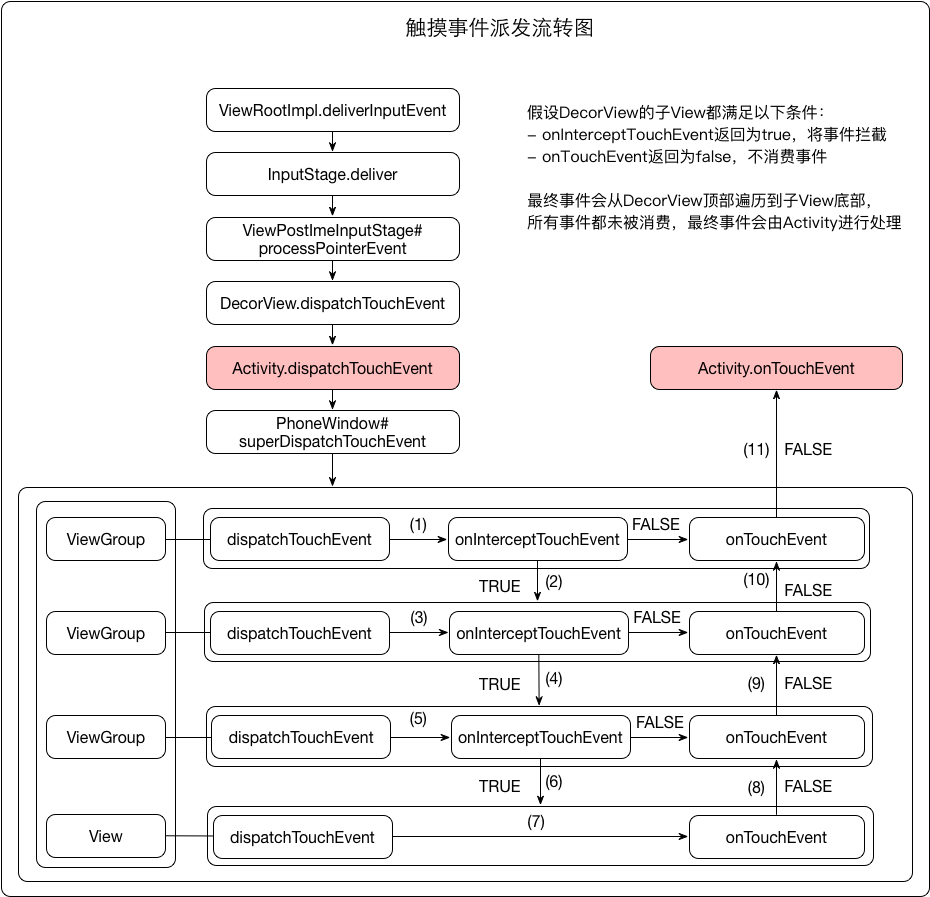 触摸事件派发流转图
ViewRootImpl.deliverInputEvent
InputStage.deliver
ViewPostImeInputStage#
processPointerEvent
DecorView.dispatchTouchEvent
Activity.dispatchTouchEvent
PhoneWindow#
superDispatchTouchEvent
假设DecorView的子View都满足以下条件：
– onInterceptTouchEvent返回为true，将事件拦截
– onTouchEvent返回为false，不消费事件
最终事件会从DecorView顶部遍历到子View底部，
所有事件都未被消费，最终事件会由Activity进行处理
Activity.onTouchEvent
(11) FALSE
ViewGroup dispatchTouchEvent (1) onInterceptTouchEvent FALSE onTouchEvent
TRUE (2) (10) FALSE
ViewGroup dispatchTouchEvent (3) onInterceptTouchEvent FALSE onTouchEvent
TRUE (4) (9) FALSE
ViewGroup dispatchTouchEvent (5) onInterceptTouchEvent FALSE onTouchEvent
TRUE (6) (8) FALSE
View dispatchTouchEvent (7) onTouchEvent